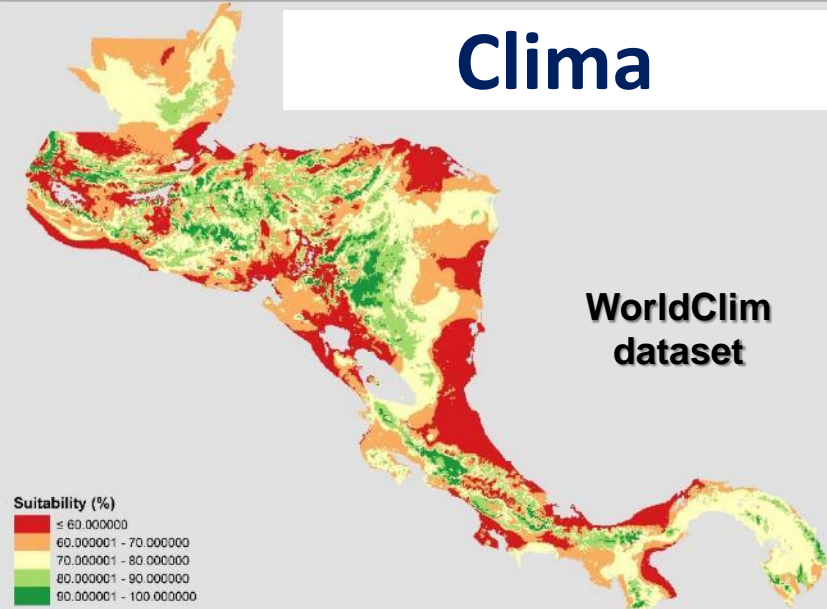 Clima
WorldClim
dataset
Suitability (%)
≤ 60.000000
60.000001 - 70.000000
70.000001 - 80.000000
80.000001 - 90.000000
90.000001 - 100.000000